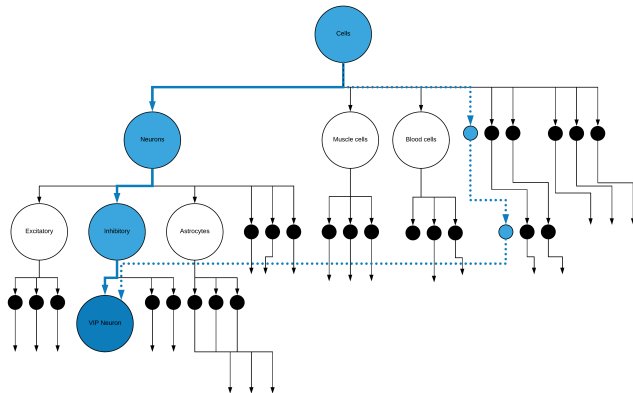 Cells
Neurons
Muscle cells
Blood cells
Excitatory
Inhibitory
Astrocytes
VIP Neuron